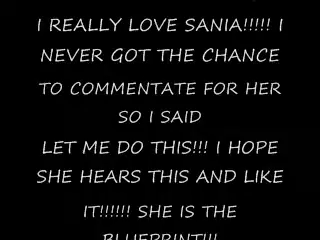 I REALLY LOVE SANIA!!!!! I
NEVER GOT THE CHANCE
TO COMMENTATE FOR HER
SO I SAID
LET ME DO THIS!!! I HOPE
SHE HEARS THIS AND LIKE
IT!!!!!! SHE IS THE
BLUEPRINT!!!